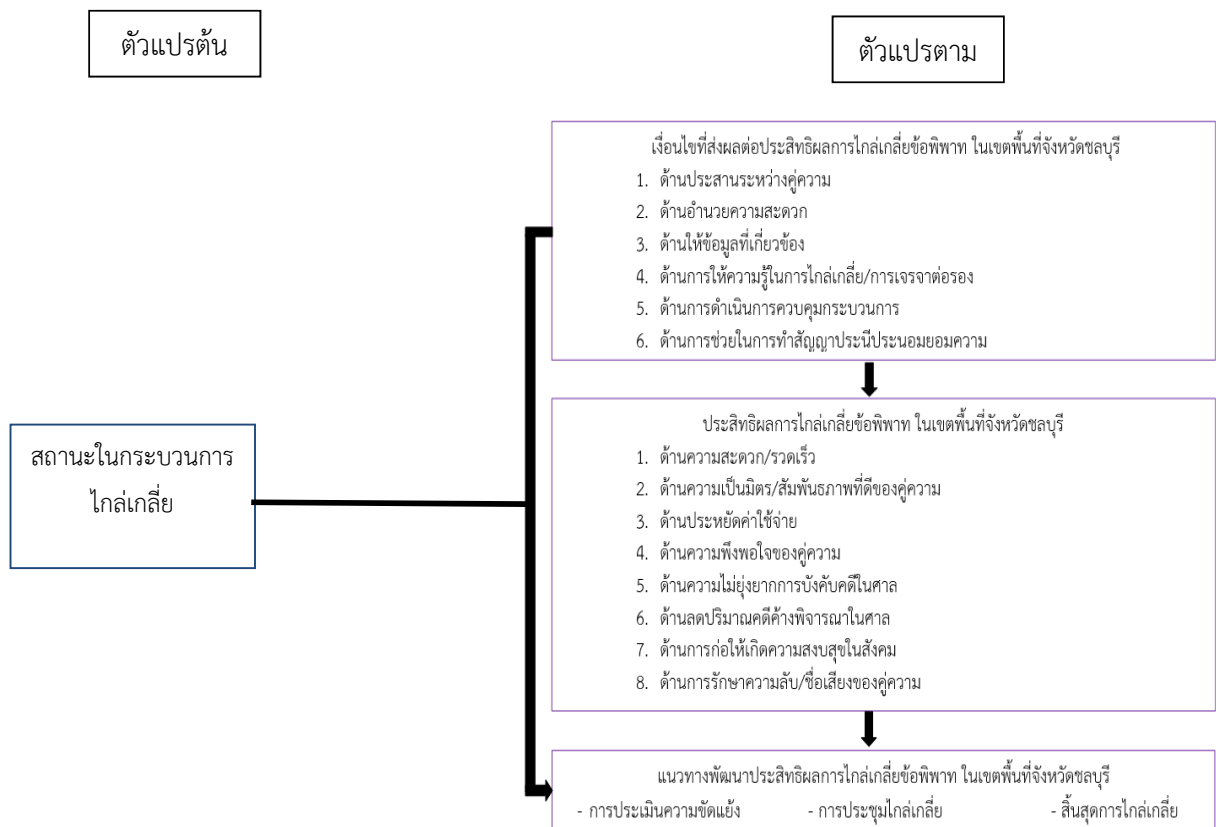 ตัวแปรต้น
ตัวแปรตาม
เงื่อนไขที่ส่งผลต่อประสิทธิผลการไกล่เกลี่ยข้อพิพาท ในเขตพื้นที่จังหวัดชลบุรี
1. ด้านประสานระหว่างคู่ความ
2. ด้านอำนวยความสะดวก
3. ด้านให้ข้อมูลที่เกี่ยวข้อง
4. ด้านการให้ความรู้ในการไกล่เกลี่ย/การเจรจาต่อรอง
5. ด้านการดำเนินการควบคุมกระบวนการ
6. ด้านการช่วยในการทำสัญญาประนีประนอมยอมความ
สถานะในกระบวนการ
ไกล่เกลี่ย
ประสิทธิผลการไกล่เกลี่ยข้อพิพาท ในเขตพื้นที่จังหวัดชลบุรี
1. ด้านความสะดวก/รวดเร็ว
2. ด้านความเป็นมิตร/สัมพันธภาพที่ดีของคู่ความ
3. ด้านประหยัดค่าใช้จ่าย
4. ด้านความพึงพอใจของคู่ความ
5. ด้านความไม่ยุ่งยากการบังคับคดีในศาล
6. ด้านลดปริมาณคดีค้างพิจารณาในศาล
7. ด้านการก่อให้เกิดความสงบสุขในสังคม
8. ด้านการรักษาความลับ/ชื่อเสียงของคู่ความ
แนวทางพัฒนาประสิทธิผลการไกล่เกลี่ยข้อพิพาท ในเขตพื้นที่จังหวัดชลบุรี
- การประเมินความขัดแย้ง - การประชุมไกล่เกลี่ย - สิ้นสุดการไกล่เกลี่ย